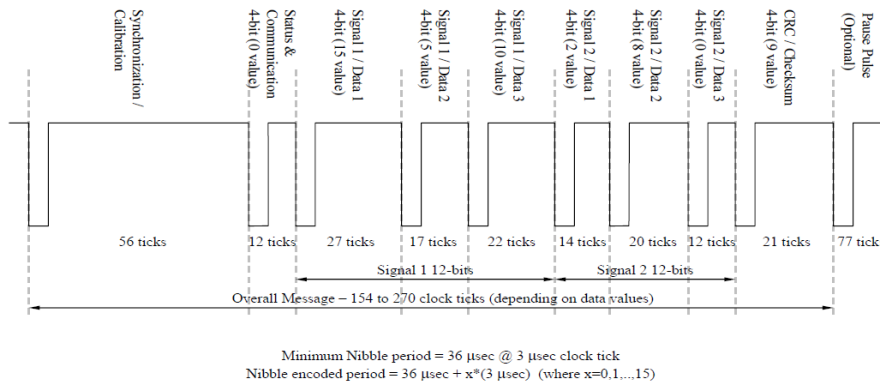 Synchronization /
Calibration
Status &
Communication
4-bit (0 value)
Signal 1 / Data 1
4-bit (15 value)
Signal 1 / Data 2
4-bit (5 value)
Signal 1 / Data 3
4-bit (10 value)
Signal 2 / Data 1
4-bit (2 value)
Signal 2 / Data 2
4-bit (8 value)
Signal 2 / Data 3
4-bit (0 value)
CRC / Checksum
4-bit (9 value)
Pause Pulse
(Optional)
56 ticks
12 ticks
27 ticks
17 ticks
22 ticks
14 ticks
20 ticks
12 ticks
21 ticks
77 ticks
Signal 1 12-bits
Signal 2 12-bits
Overall Message – 154 to 270 clock ticks (depending on data values)
Minimum Nibble period = 36 μsec @ 3 μsec clock tick
Nibble encoded period = 36 μsec + x*(3 μsec) (where x=0,1,..,15)